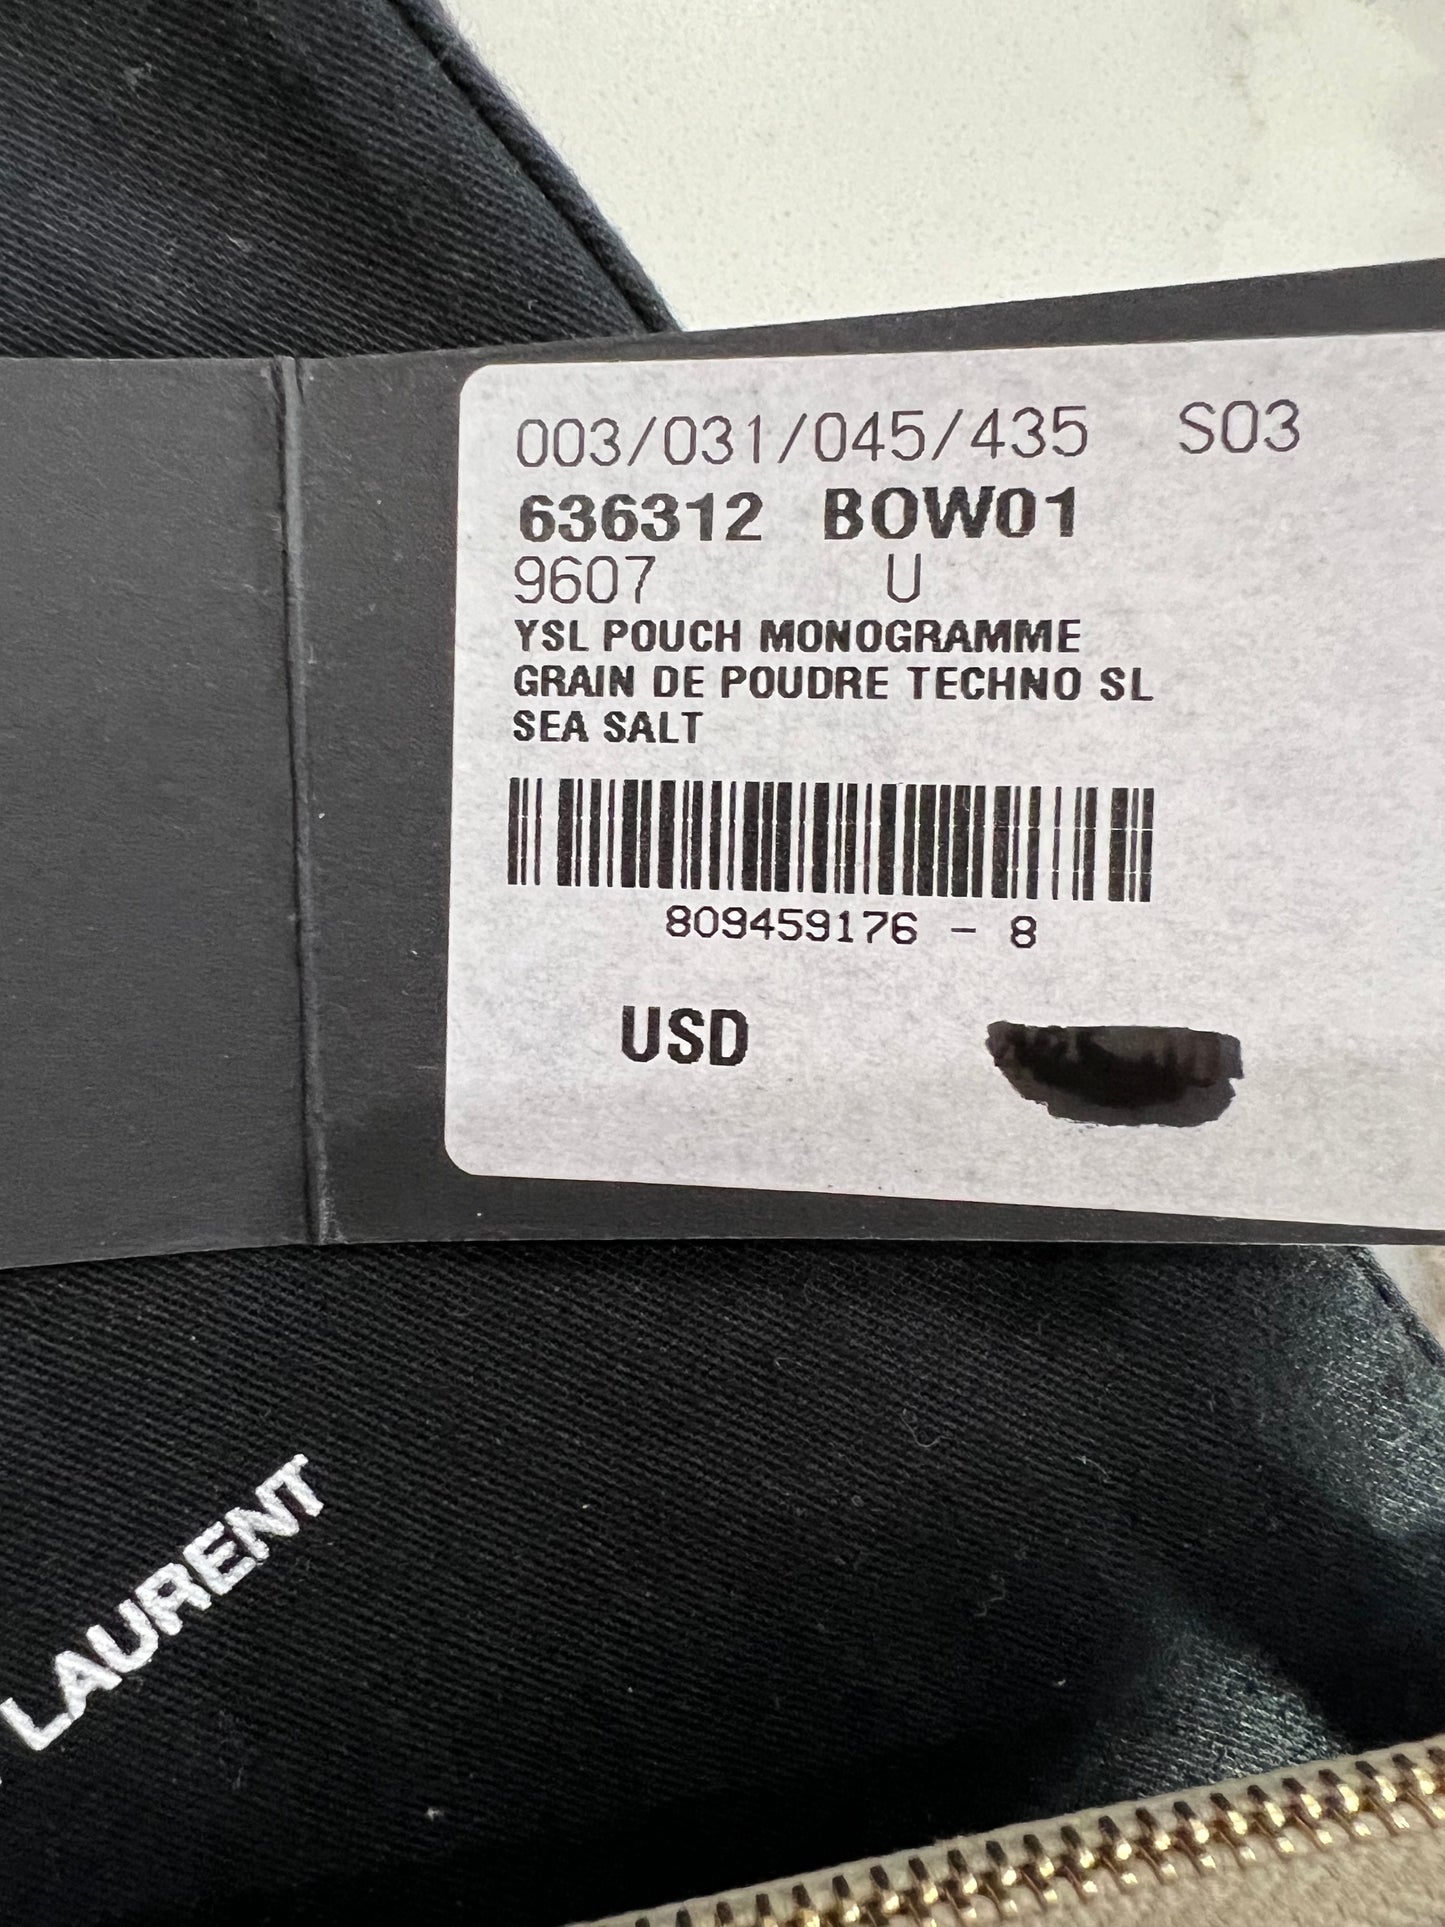 003/031/045/435 S03
636312 BOW01
9607 U
YSL POUCH MONOGRAMME
GRAIN DE POUDRE TECHNO SL
SEA SALT
809459176 - 8
USD
LAURENT